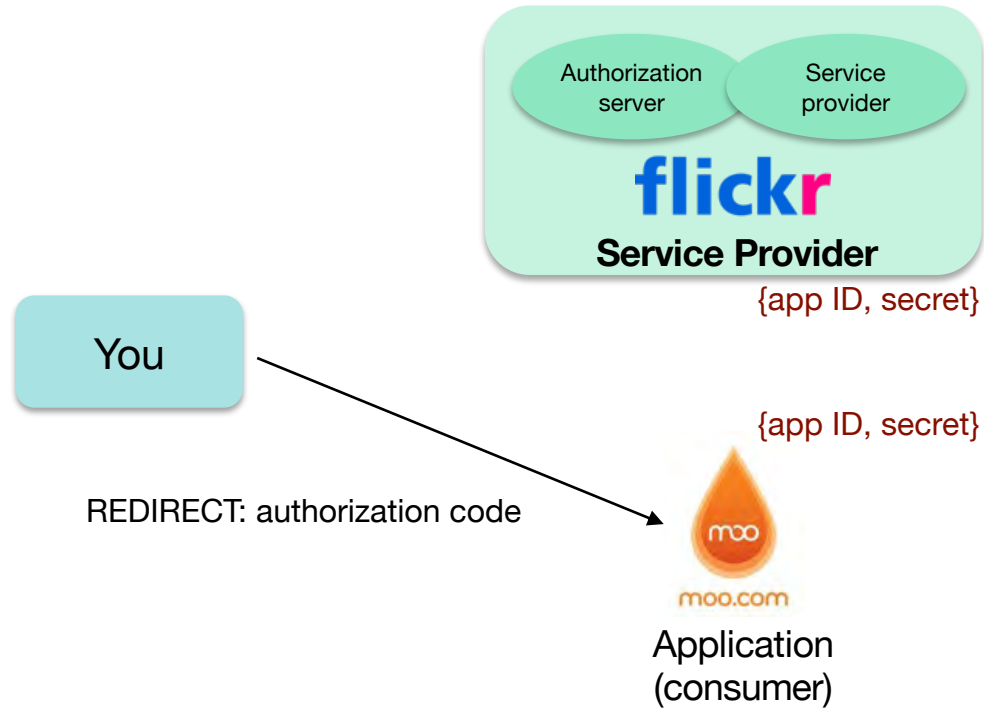 Authorization
server
Service
provider
flickr
Service Provider
{app ID, secret}
You
{app ID, secret}
REDIRECT: authorization code
moo
moo.com
Application
(consumer)